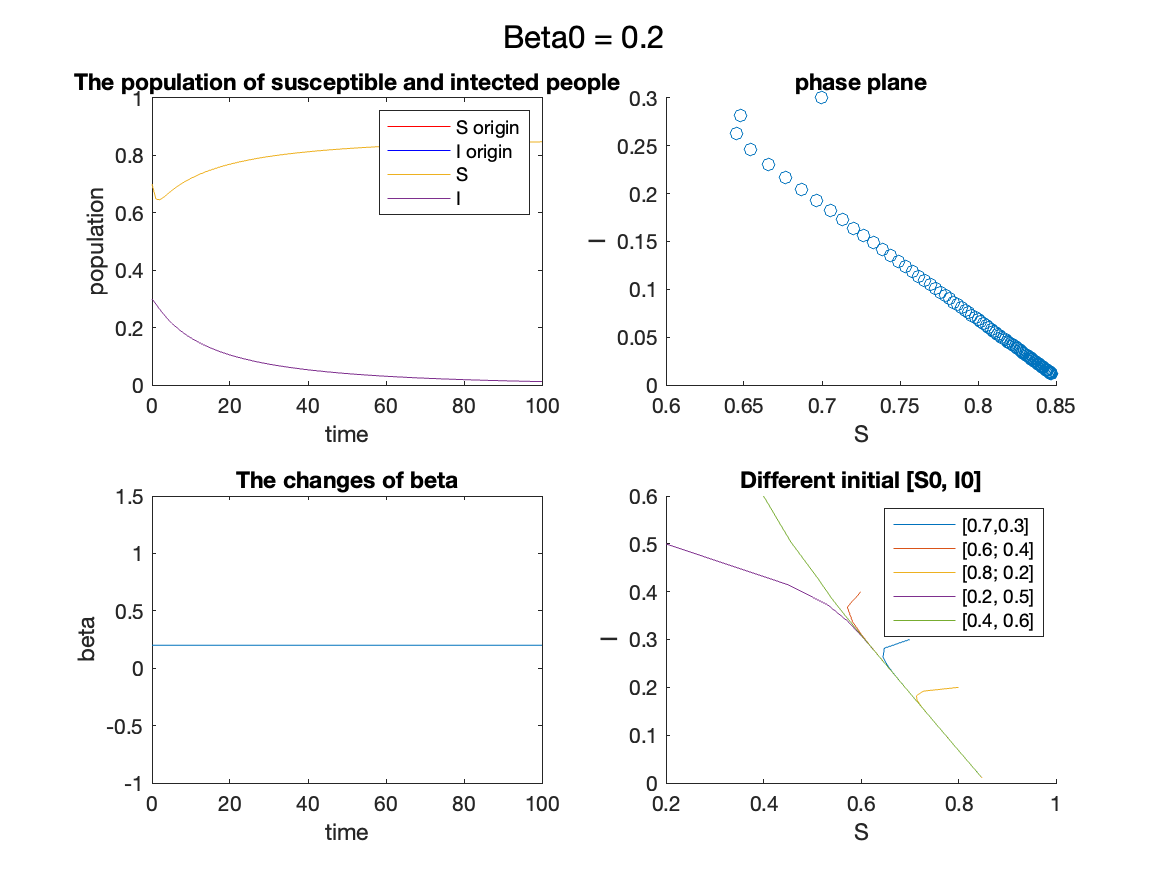 Beta0 = 0.2
The population of susceptible and intected people
1
0.8
0.6
0.4
0.2
0
population
0 20 40 60 80 100
time
S origin
I origin
S
I
phase plane
0.3
0.25
0.2
0.15
0.1
0.05
0
I
0.6 0.65 0.7 0.75 0.8 0.85
S
The changes of beta
1.5
1
0.5
0
-0.5
-1
beta
0 20 40 60 80 100
time
Different initial [S0, I0]
0.6
0.5
0.4
0.3
0.2
0.1
0
I
0.2 0.4 0.6 0.8 1
S
[0.7,0.3]
[0.6; 0.4]
[0.8; 0.2]
[0.2, 0.5]
[0.4, 0.6]